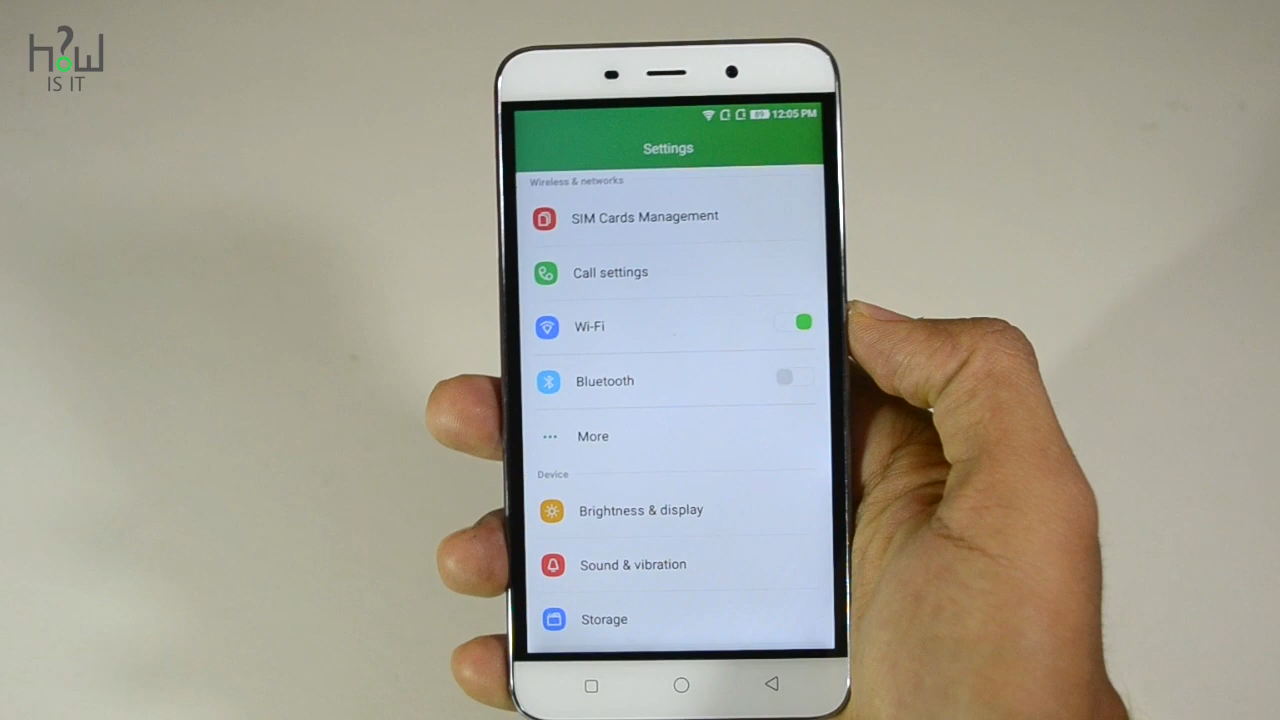 H?W
IS IT
89 12:05 PM
Settings
Wireless & networks
SIM Cards Management
Call settings
Wi-Fi
Bluetooth
More
Device
Brightness & display
Sound & vibration
Storage